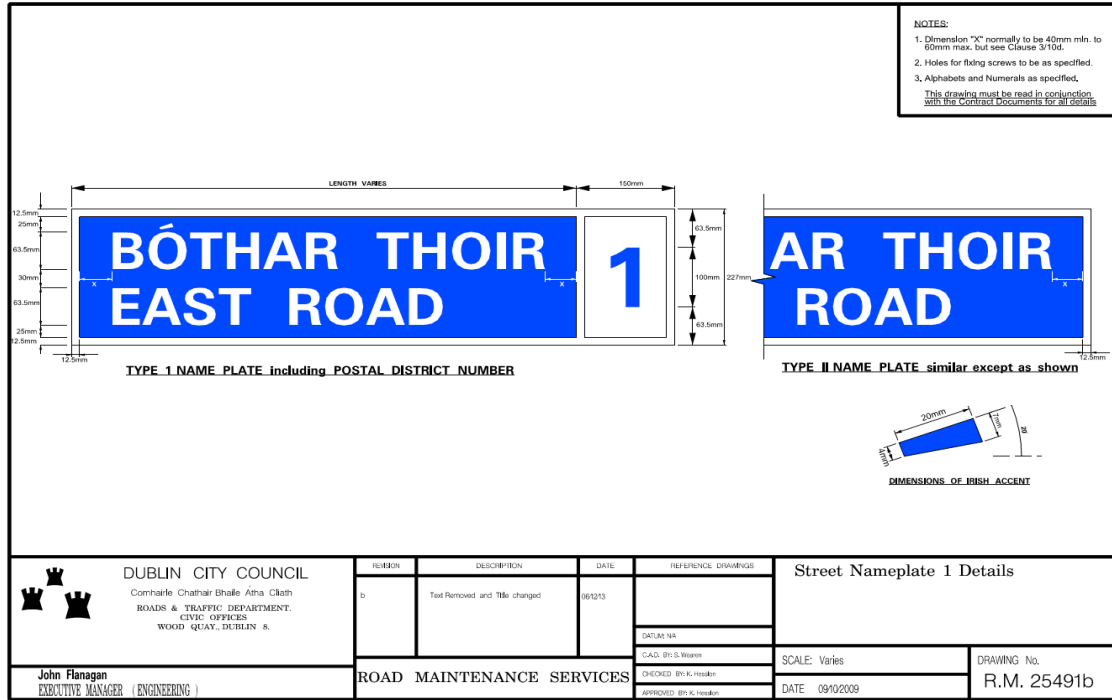 NOTES:
1. Dimension "X" normally to be 40mm min. to
60mm max. but see Clause 3/10d.
2. Holes for fixing screws to be as specified.
3. Alphabets and Numerals as specified.
This drawing must be read in conjunction
with the Contract Documents for all details
LENGTH VARIES
150mm
12.5mm
25mm
63.5mm
30mm
63.5mm
25mm
12.5mm
12.5mm
BÓTHAR THOIR
x x
EAST ROAD
1
63.5mm
100mm
63.5mm
227mm
AR THOIR
x
ROAD
12.5mm
TYPE 1 NAME PLATE including POSTAL DISTRICT NUMBER
TYPE II NAME PLATE similar except as shown
20mm
7mm
20°
4mm
DIMENSIONS OF IRISH ACCENT
DUBLIN CITY COUNCIL
Comhairle Chathair Bhaile Átha Cliath
ROADS & TRAFFIC DEPARTMENT.
CIVIC OFFICES
WOOD QUAY., DUBLIN 8.
John Flanagan
EXECUTIVE MANAGER ( ENGINEERING )
REVISION DESCRIPTION DATE
b Text Removed and Title changed 06/12/13
ROAD MAINTENANCE SERVICES
REFERENCE DRAWINGS
DATUM: N/A
C.A.D. BY: S. Wearen
CHECKED BY: K. Hession
APPROVED BY: K. Hession
Street Nameplate 1 Details
SCALE: Varies
DATE 09/10/2009
DRAWING No.
R.M. 25491b